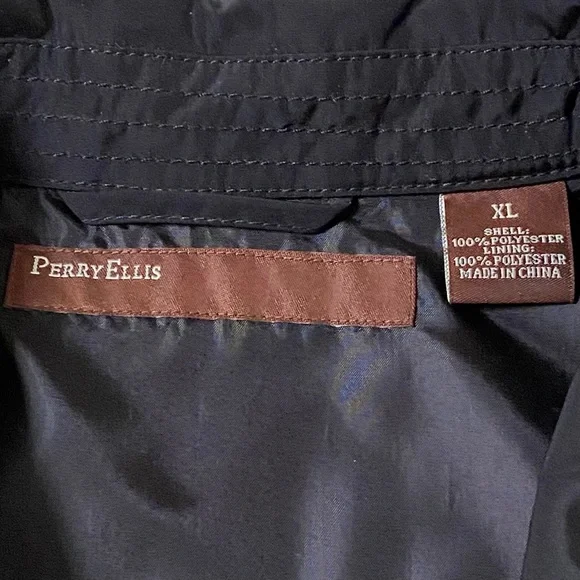 PERRY ELLIS
XL
SHELL:
100% POLYESTER
LINING:
100% POLYESTER
MADE IN CHINA